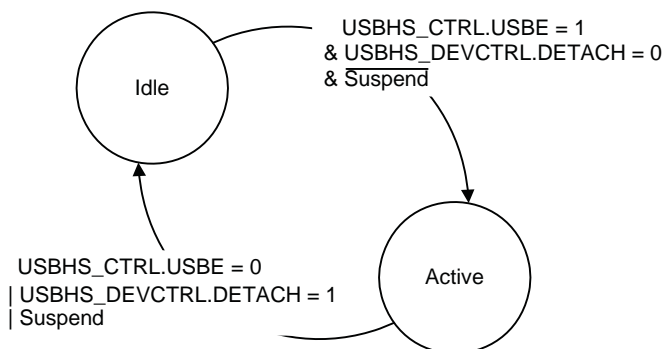 USBHS_CTRL.USBE = 1
& USBHS_DEVCTRL.DETACH = 0
& Suspend
Idle
USBHS_CTRL.USBE = 0
| USBHS_DEVCTRL.DETACH = 1
| Suspend
Active